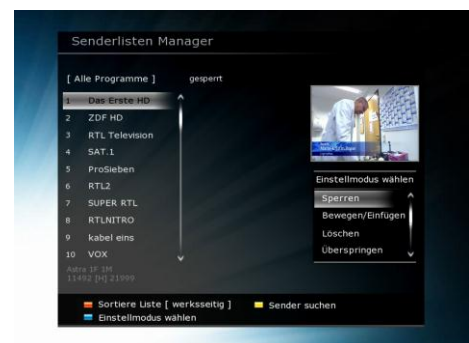 Senderlisten Manager
[ Alle Programme ] gesperrt
1 Das Erste HD
2 ZDF HD
3 RTL Television
4 SAT.1
5 ProSieben
6 RTL2
7 SUPER RTL
8 RTLNITRO
9 kabel eins
10 VOX
Astra 1F 1M
11492 [H] 21999
Einstellmodus wählen
Sperren
Bewegen/Einfügen
Löschen
Überspringen
Sortiere Liste [ werksseitig ] Sender suchen
Einstellmodus wählen